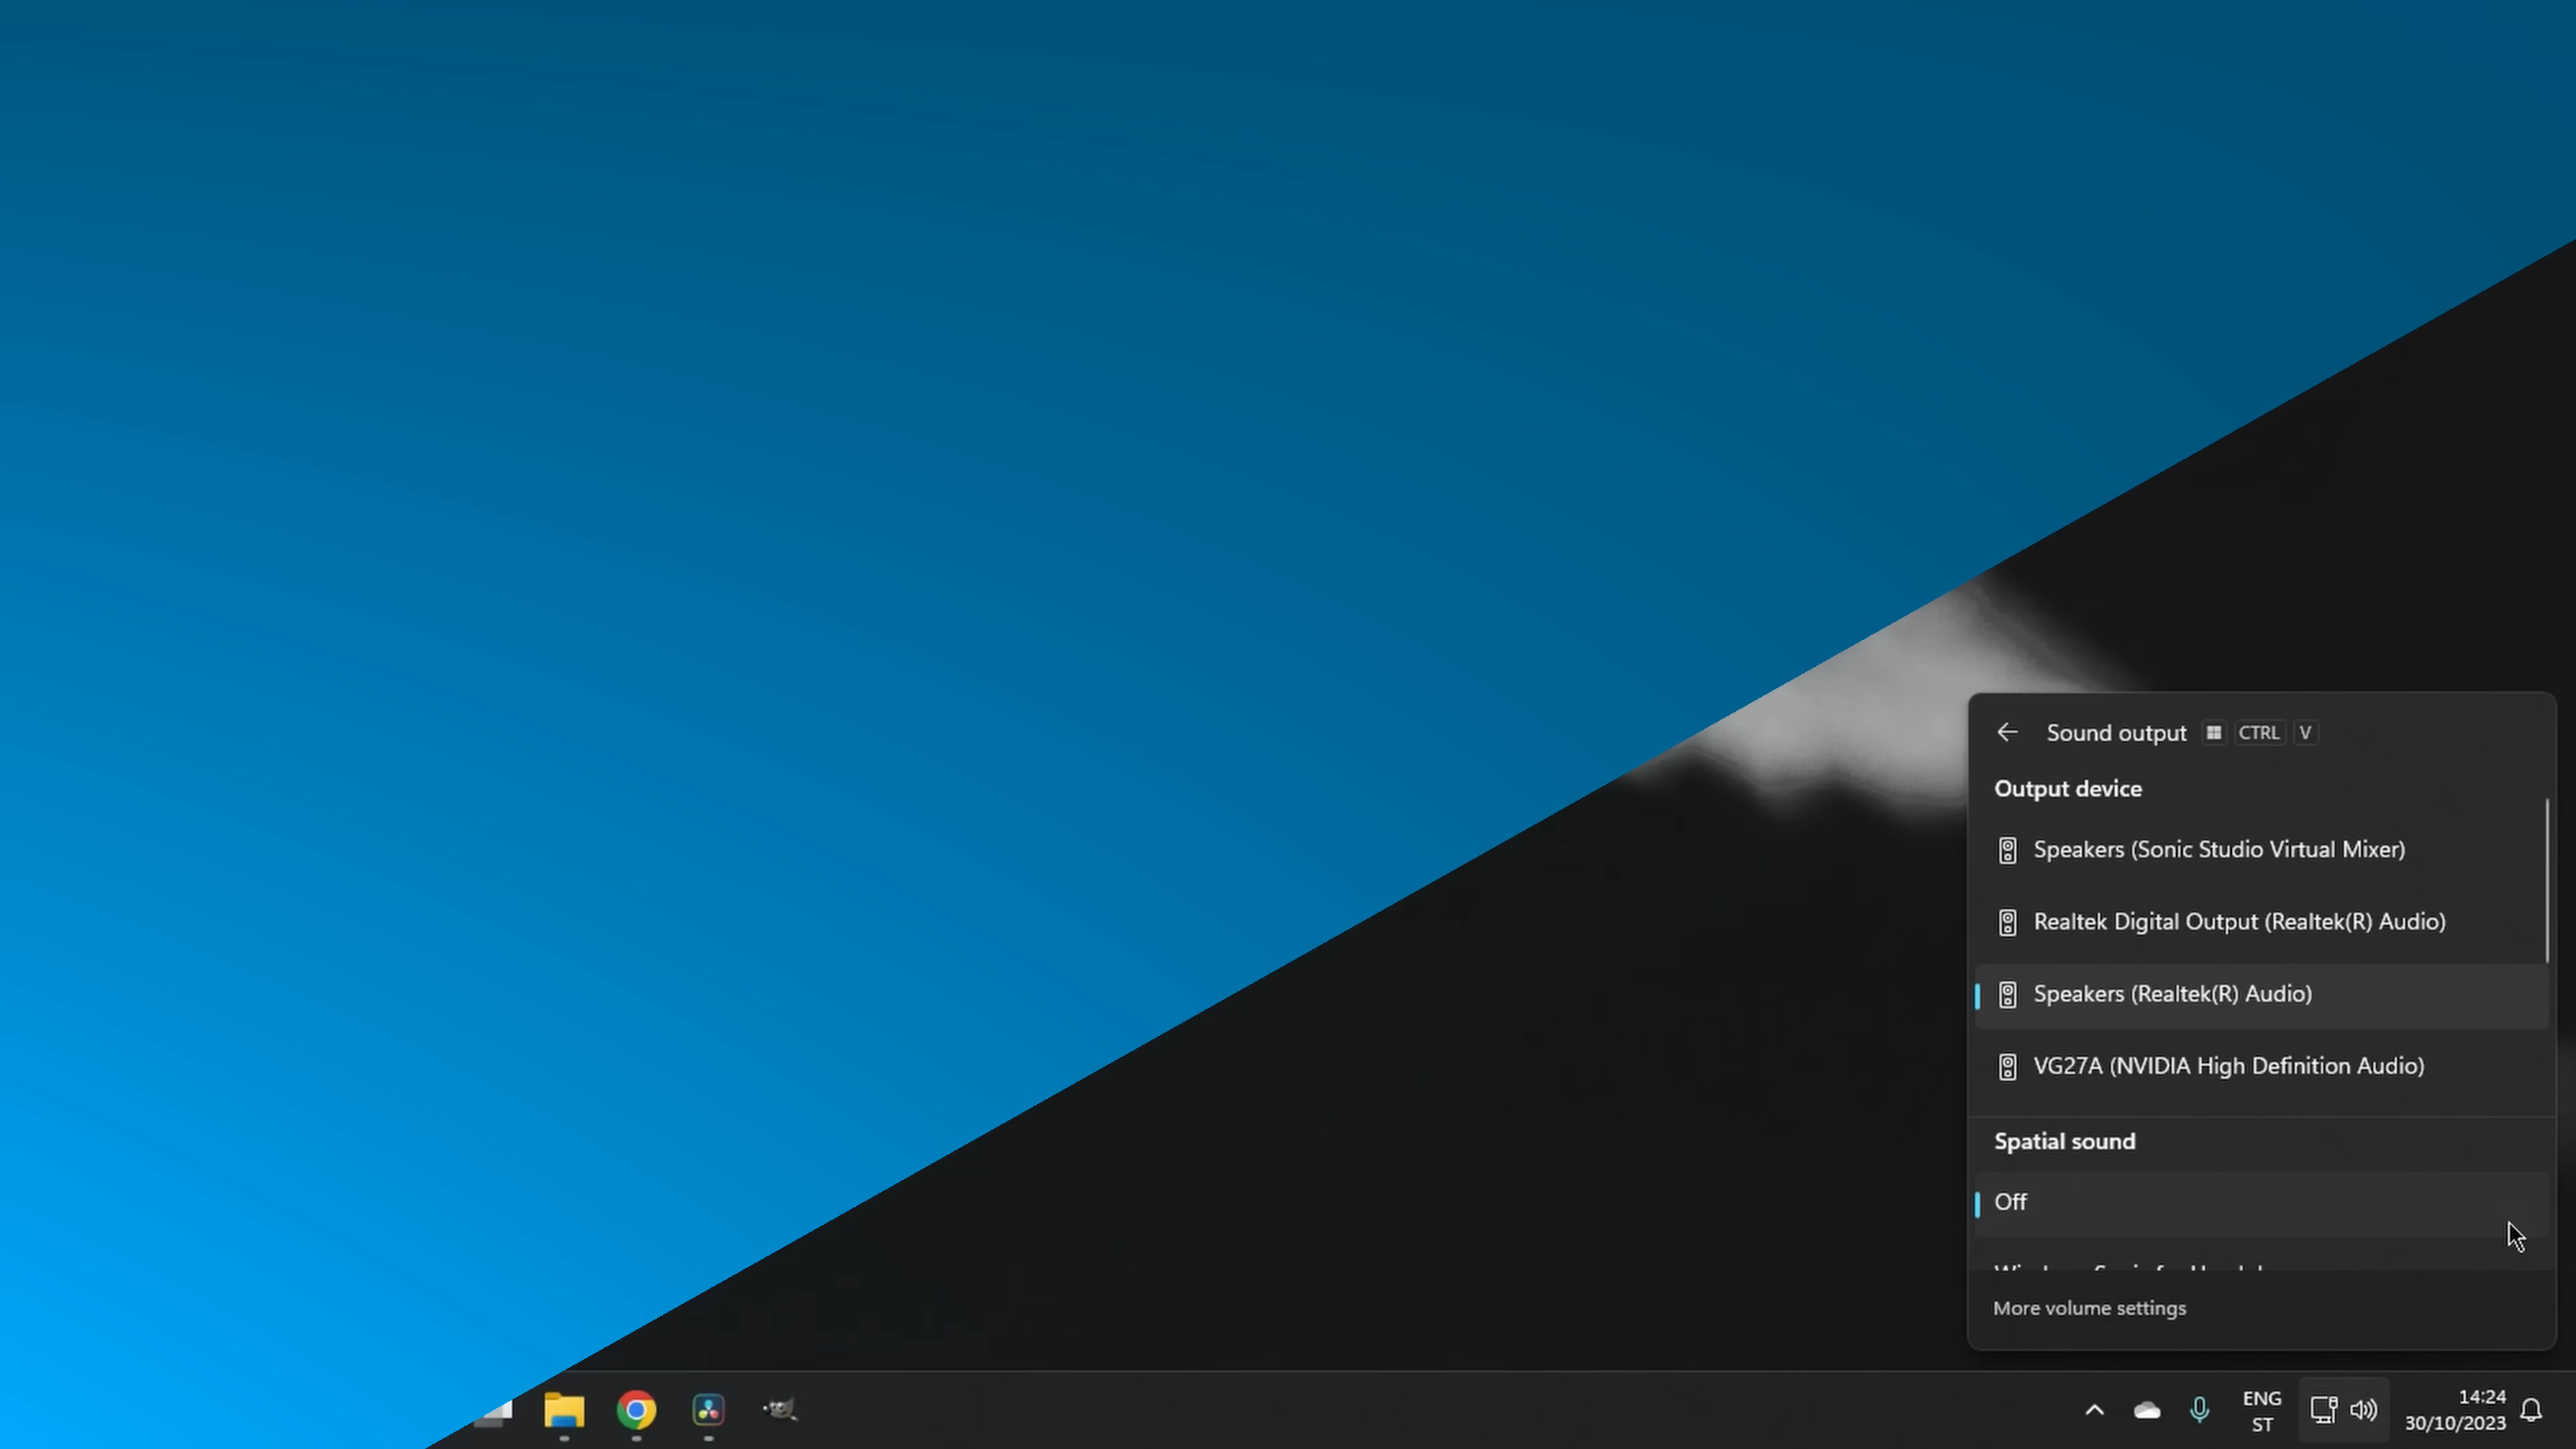 Sound output CTRL V
Output device
Speakers (Sonic Studio Virtual Mixer)
Realtek Digital Output (Realtek(R) Audio)
Speakers (Realtek(R) Audio)
VG27A (NVIDIA High Definition Audio)
Spatial sound
Off
More volume settings
ENG
ST
14:24
30/10/2023